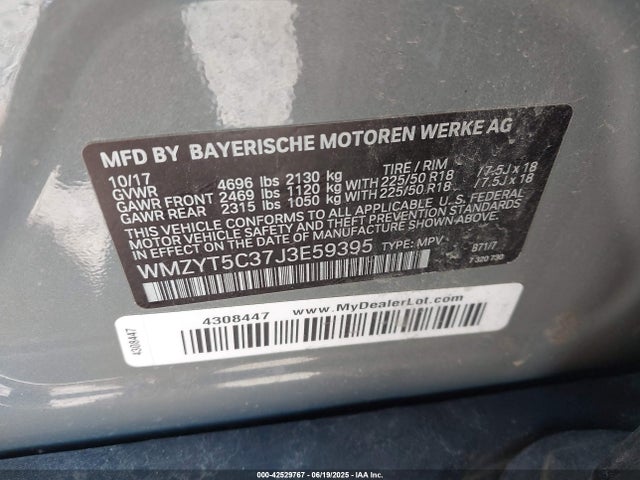 MFD BY BAYERISCHE MOTOREN WERKE AG
10/17 TIRE / RIM
GVWR 4696 lbs 2130 kg
GAWR FRONT 2469 lbs 1120 kg WITH 225/50 R18 /7.5J x 18
GAWR REAR 2315 lbs 1050 kg WITH 225/50 R18 /7.5J x 18
THIS VEHICLE CONFORMS TO ALL APPLICABLE U.S. FEDERAL
MOTOR VEHICLE SAFETY AND THEFT PREVENTION STANDARDS
IN EFFECT ON THE DATE OF MANUFACTURE SHOWN ABOVE.
WMZYT5C37J3E59395 TYPE: MPV 871/7
7 320 730
4308447 www.MyDealerLot.com
4308447
000-42529767 - 06/19/2025 - IAA Inc.